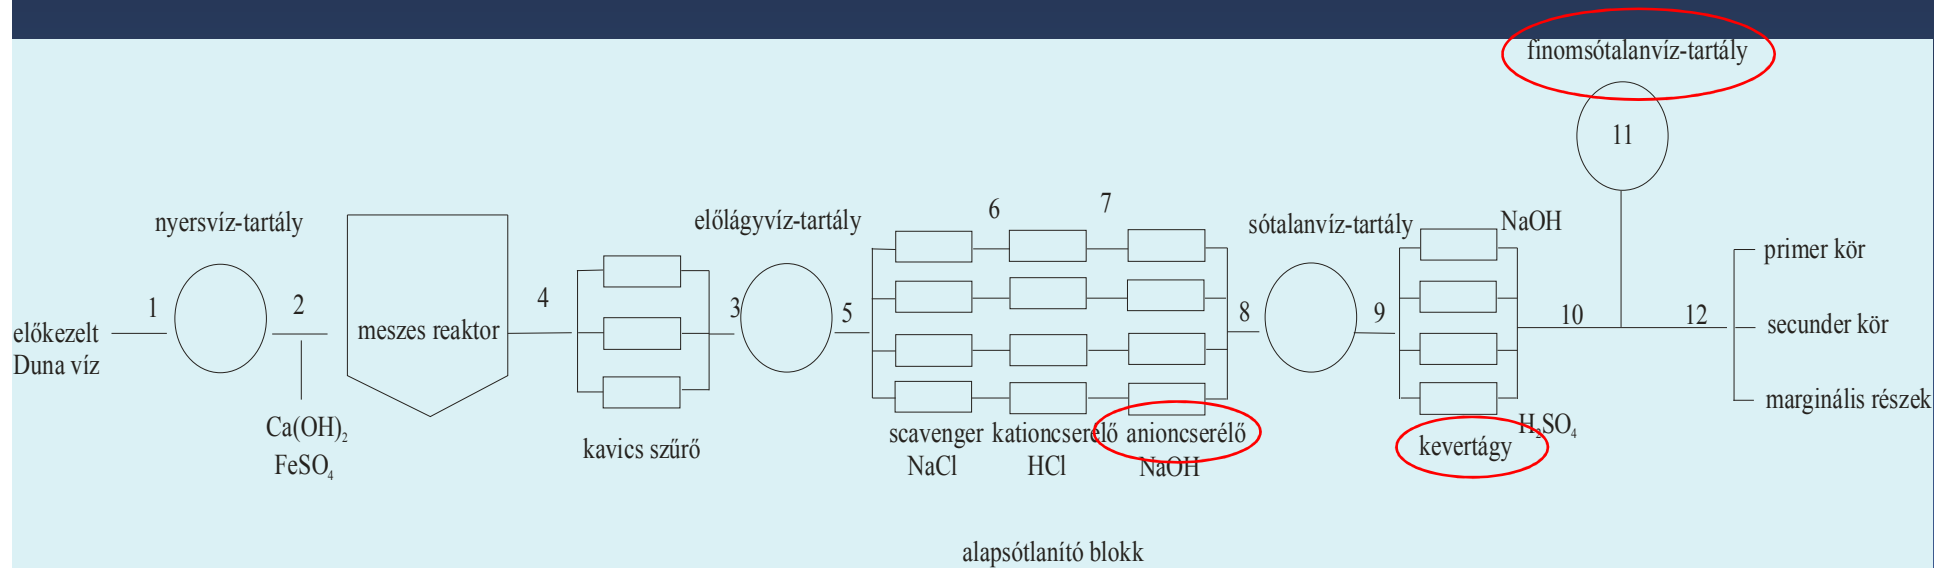 finomsótalanvíz-tartály
11
nyersvíz-tartály
előlágyvíz-tartály
6
7
sótalanvíz-tartály
NaOH
primer kör
1
2
4
3
5
8
9
10
12
előkezelt
Duna víz
meszes reaktor
secunder kör
marginális részek
Ca(OH)₂
FeSO₄
kavics szűrő
scavenger
NaCl
kationcserélő
HCl
anioncserélő
NaOH
H₂SO₄
kevertágy
alapsótlanító blokk